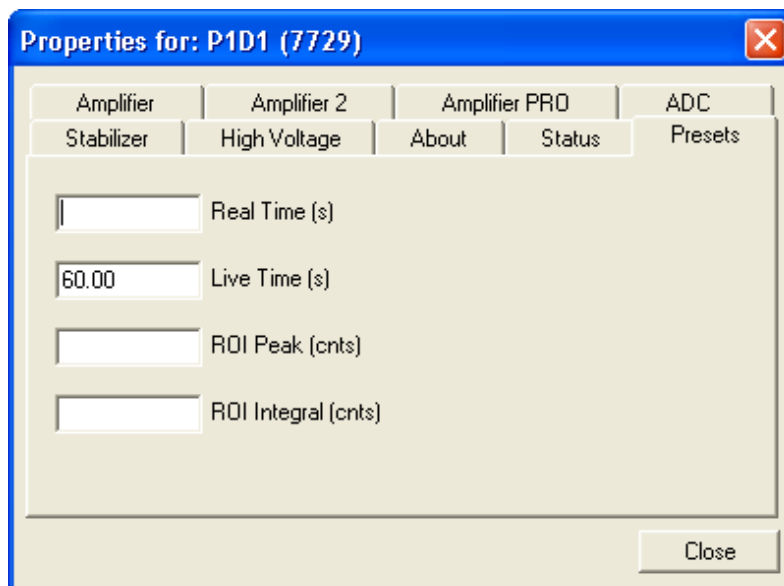 Properties for: P1D1 (7729)
Amplifier Amplifier 2 Amplifier PRO ADC
Stabilizer High Voltage About Status Presets
Real Time (s)
60.00 Live Time (s)
ROI Peak (cnts)
ROI Integral (cnts)
Close